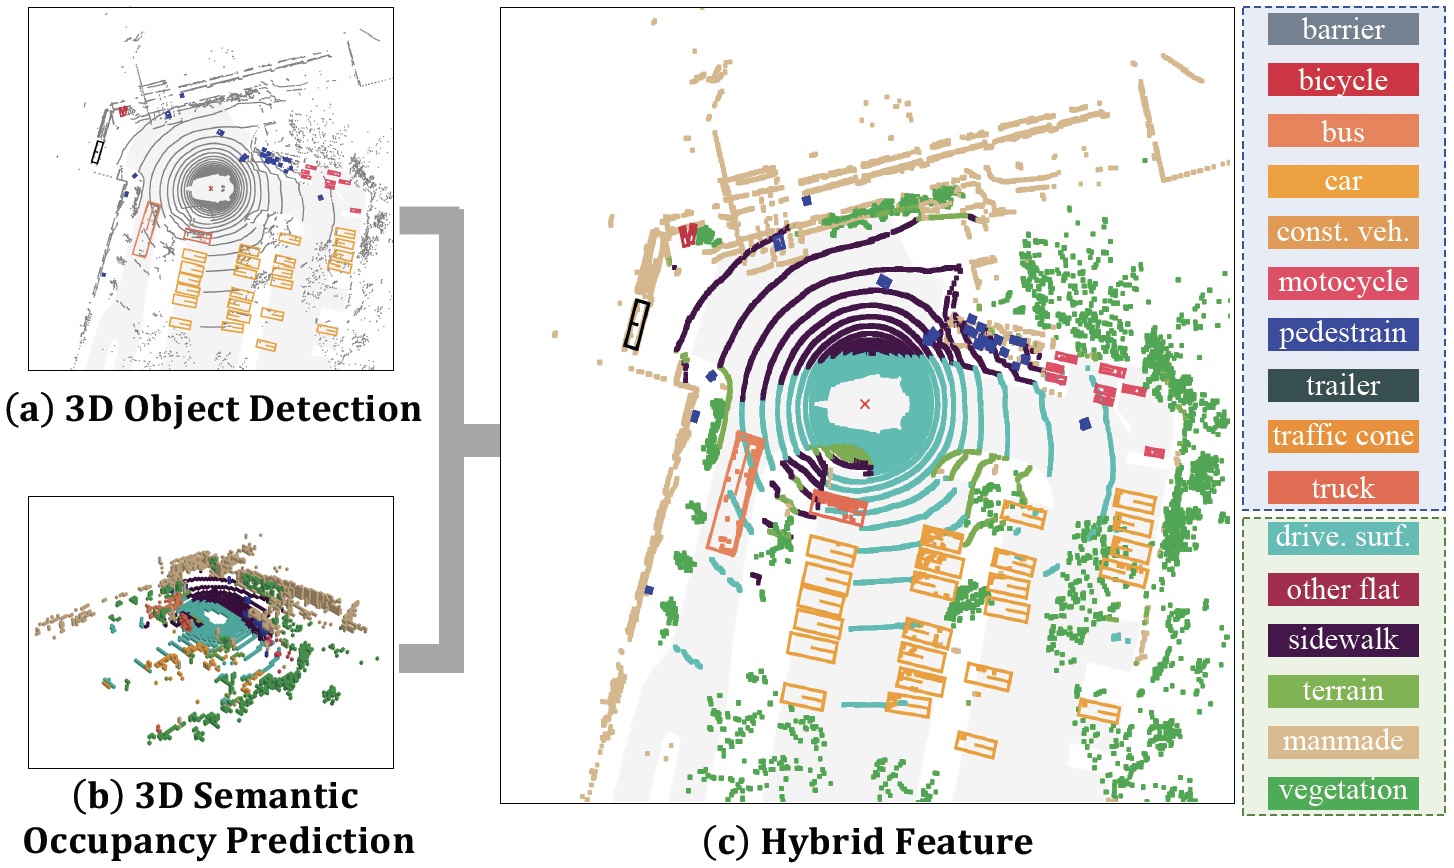 (a) 3D Object Detection
(b) 3D Semantic
Occupancy Prediction
(c) Hybrid Feature
barrier
bicycle
bus
car
const. veh.
motocycle
pedestrain
trailer
traffic cone
truck
drive. surf.
other flat
sidewalk
terrain
manmade
vegetation